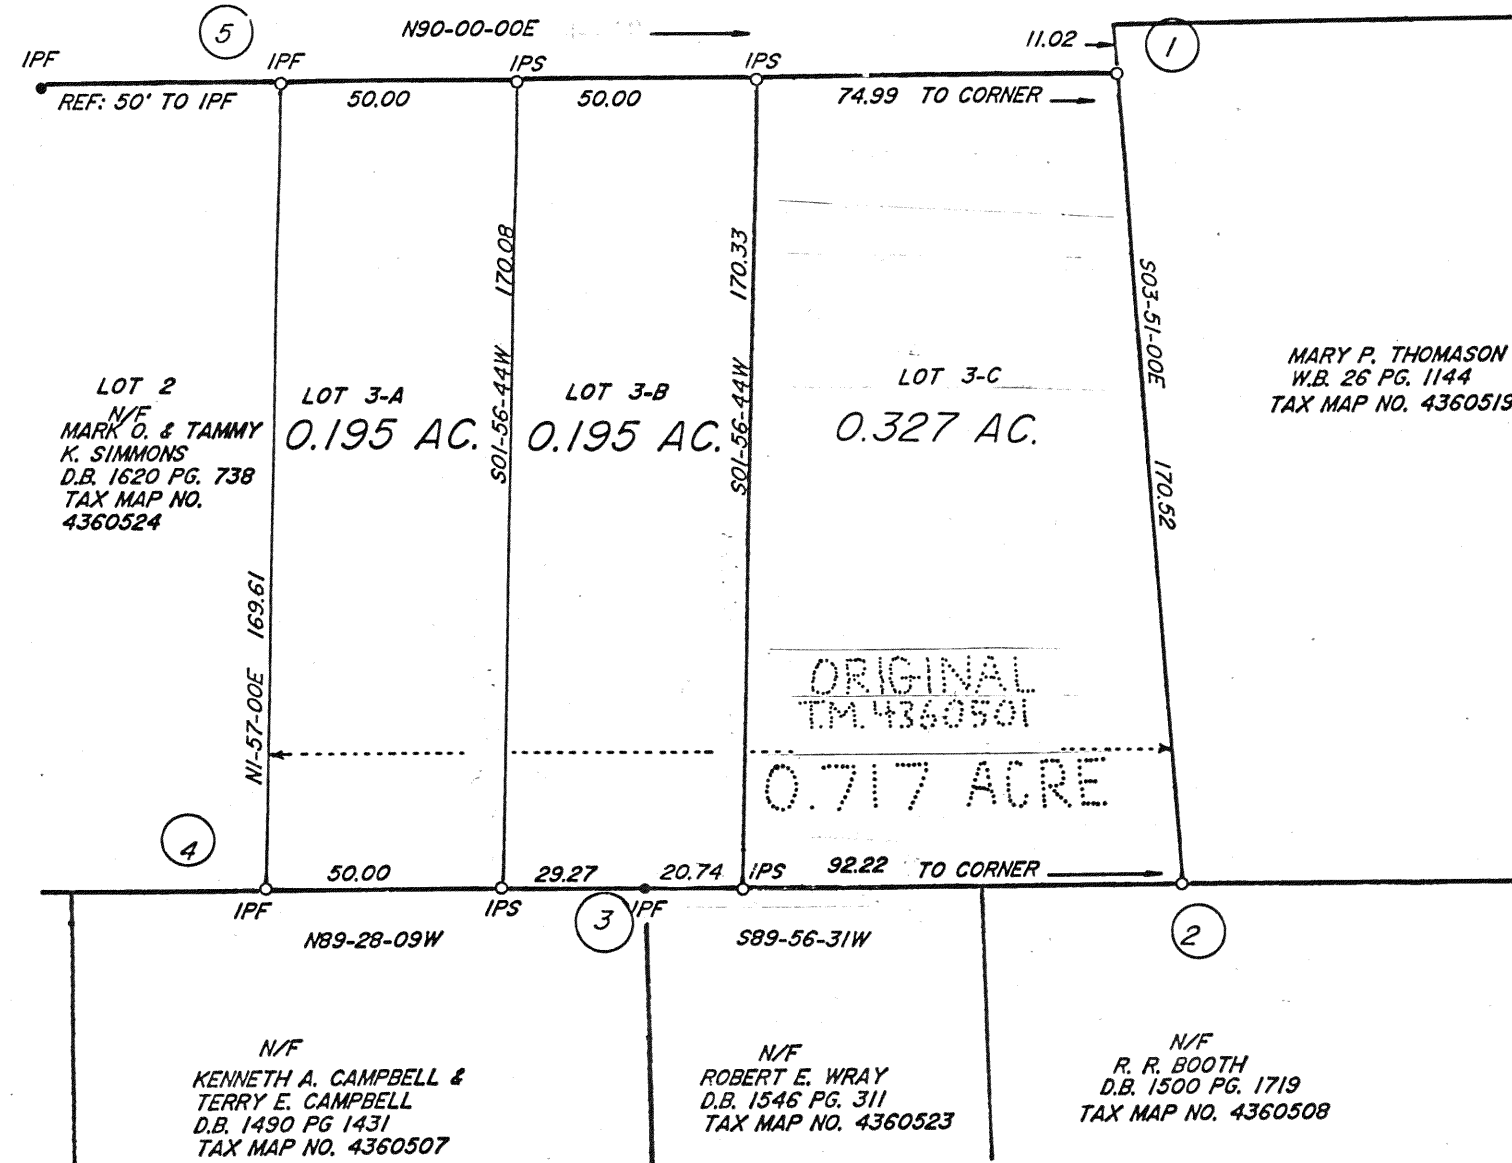 5
N90-00-00E
11.02
1
IPF
IPF
IPS
IPS
REF: 50' TO IPF
50.00
50.00
74.99 TO CORNER
170.08
S01-56-44W
170.33
S01-56-44W
S03-51-00E
170.52
N1-57-00E 169.61
LOT 2
N/F
MARK O. & TAMMY
K. SIMMONS
D.B. 1620 PG. 738
TAX MAP NO.
4360524
LOT 3-A
0.195 AC.
LOT 3-B
0.195 AC.
LOT 3-C
0.327 AC.
MARY P. THOMASON
W.B. 26 PG. 1144
TAX MAP NO. 4360519
ORIGINAL
T.M. 4360501
0.717 ACRE
4
50.00
29.27
20.74
IPS
92.22 TO CORNER
IPF
IPS
3
IPF
2
N89-28-09W
S89-56-31W
N/F
KENNETH A. CAMPBELL &
TERRY E. CAMPBELL
D.B. 1490 PG 1431
TAX MAP NO. 4360507
N/F
ROBERT E. WRAY
D.B. 1546 PG. 311
TAX MAP NO. 4360523
N/F
R. R. BOOTH
D.B. 1500 PG. 1719
TAX MAP NO. 4360508